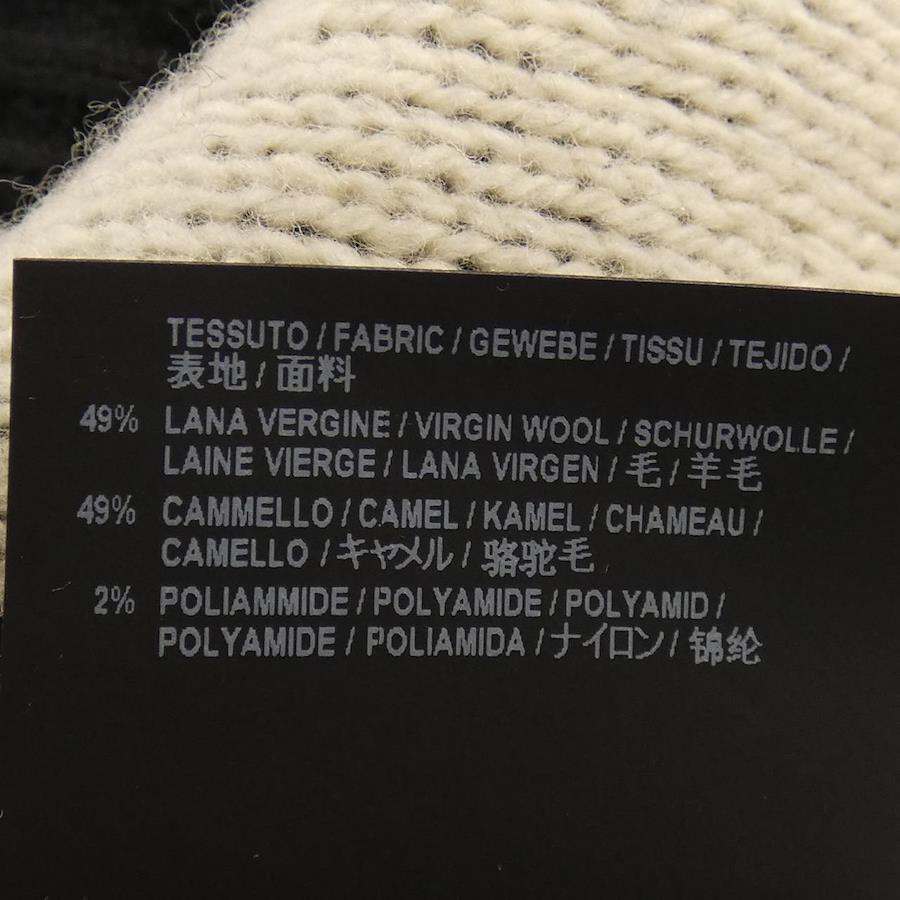 TESSUTO / FABRIC / GEWEBE / TISSU / TEJIDO /
表地 / 面料
49% LANA VERGINE / VIRGIN WOOL / SCHURWOLLE /
LAINE VIERGE / LANA VIRGEN / 毛 / 羊毛
49% CAMMELLO / CAMEL / KAMEL / CHAMEAU /
CAMELLO / キャメル / 骆驼毛
2% POLIAMMIDE / POLYAMIDE / POLYAMID /
POLYAMIDE / POLIAMIDA / ナイロン / 锦纶